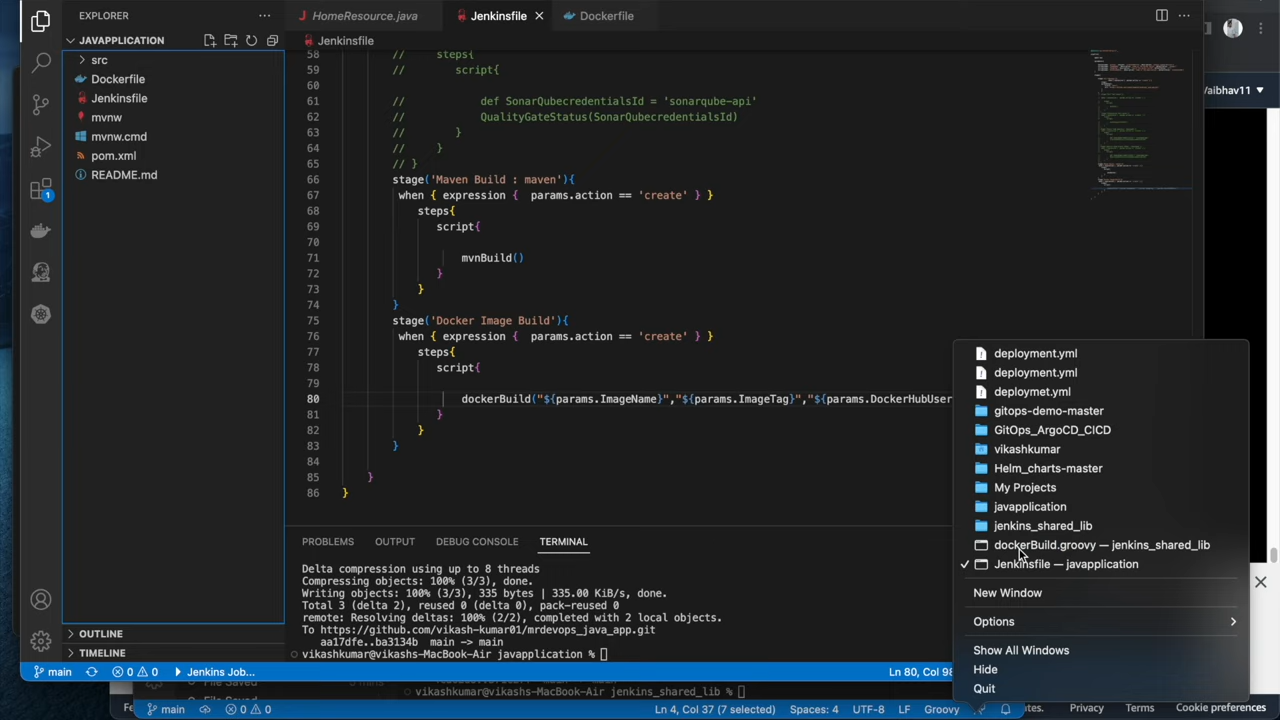 EXPLORER
HomeResource.java
Jenkinsfile
Dockerfile
JAVAPPLICATION
Jenkinsfile
src
Dockerfile
Jenkinsfile
mvnw
mvnw.cmd
pom.xml
README.md
58 // steps{
59 // script{
60
61 // def SonarQubecredentialsId = 'sonarqube-api'
62 // QualityGateStatus(SonarQubecredentialsId)
63 // }
64 // }
65 // }
66 stage('Maven Build : maven'){
67 when { expression { params.action == 'create' } }
68 steps{
69 script{
70
71 mvnBuild()
72 }
73 }
74 }
75 stage('Docker Image Build'){
76 when { expression { params.action == 'create' } }
77 steps{
78 script{
79
80 dockerBuild("${params.ImageName}","${params.ImageTag}","${params.DockerHubUser
81 }
82 }
83 }
84
85 }
86 }
PROBLEMS OUTPUT DEBUG CONSOLE TERMINAL
Delta compression using up to 8 threads
Compressing objects: 100% (3/3), done.
Writing objects: 100% (3/3), 335 bytes | 335.00 KiB/s, done.
Total 3 (delta 2), reused 0 (delta 0), pack-reused 0
remote: Resolving deltas: 100% (2/2), completed with 2 local objects.
To https://github.com/vikash-kumar01/mrdevops_java_app.git
aa17dfe..ba3134b main -> main
vikashkumar@vikashs-MacBook-Air javapplication %
OUTLINE
TIMELINE
main
0
0
Jenkins Job...
Ln 80, Col 98
1
Vaibhav11
deployment.yml
deployment.yml
deploymet.yml
gitops-demo-master
GitOps_ArgoCD_CICD
vikashkumar
Helm_charts-master
My Projects
javapplication
jenkins_shared_lib
dockerBuild.groovy — jenkins_shared_lib
Jenkinsfile — javapplication
New Window
Options
Show All Windows
Hide
Quit
vikashkumar@vikashs-MacBook-Air jenkins_shared_lib %
main
0
0
Ln 4, Col 37 (7 selected)
Spaces: 4
UTF-8
LF
Groovy
Privacy
Terms
Cookie preferences